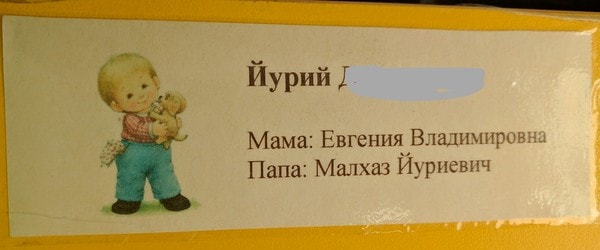 Йурий
Мама: Евгения Владимировна
Папа: Малхаз Йуриевич